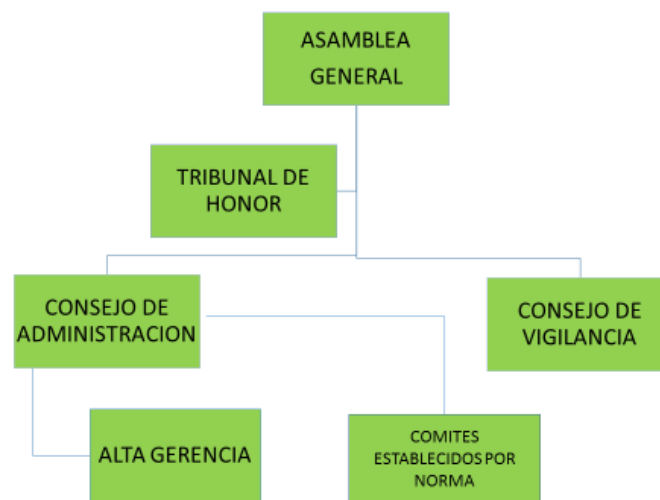 ASAMBLEA
GENERAL
TRIBUNAL DE
HONOR
CONSEJO DE
ADMINISTRACION
CONSEJO DE
VIGILANCIA
ALTA GERENCIA
COMITES
ESTABLECIDOS POR
NORMA